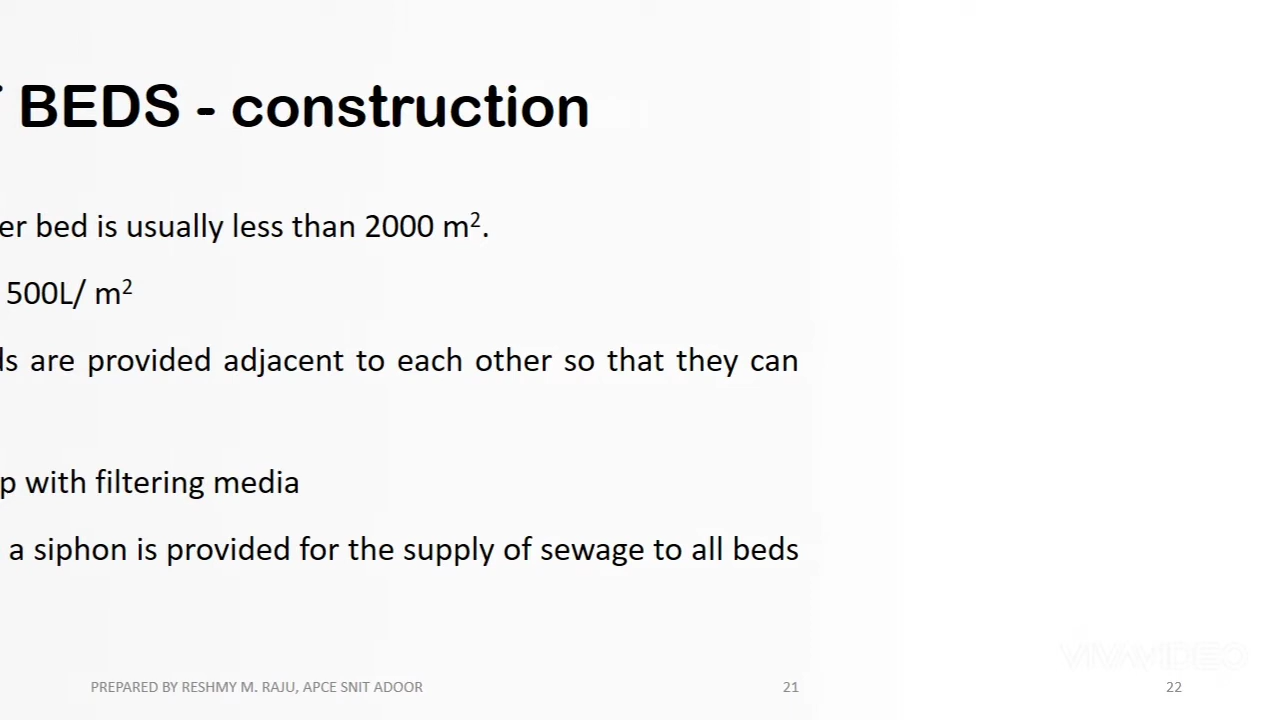 BEDS - construction
er bed is usually less than 2000 m².
500L/ m²
ds are provided adjacent to each other so that they can
p with filtering media
a siphon is provided for the supply of sewage to all beds
VIVAVIDEO
PREPARED BY RESHMY M. RAJU, APCE SNIT ADOOR 21 22